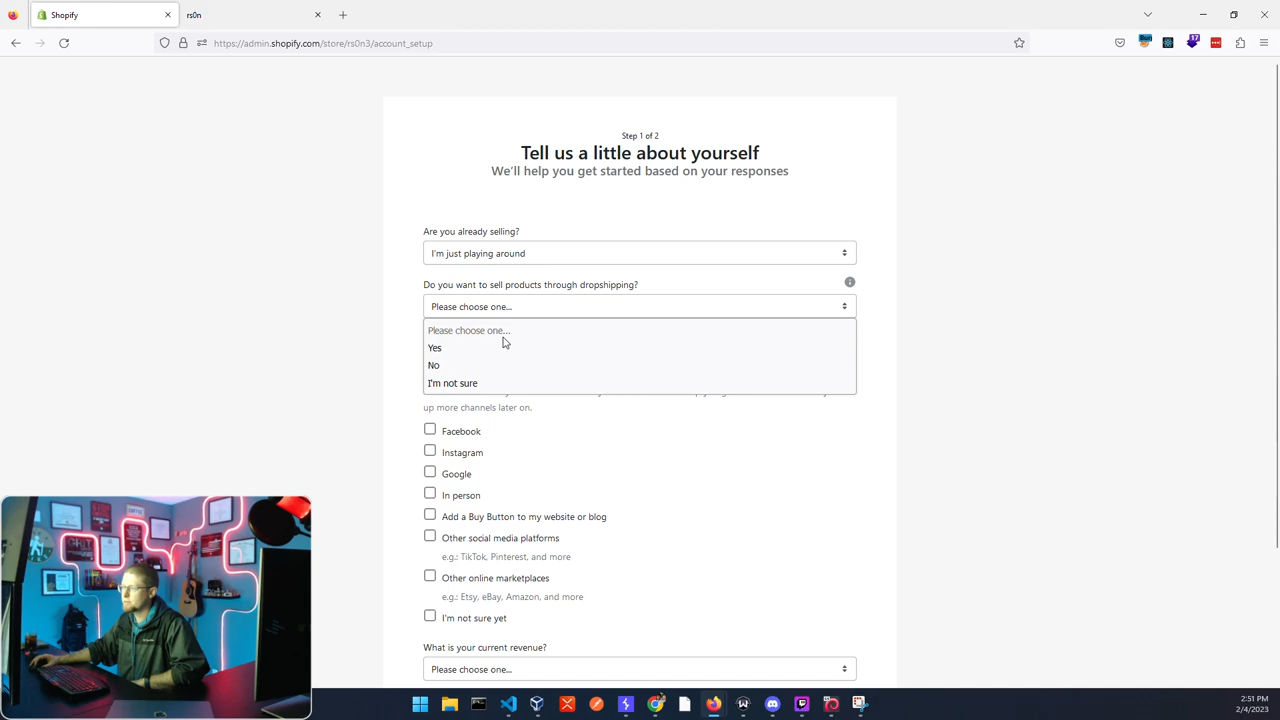 Shopify
rs0n
https://admin.shopify.com/store/rs0n3/account_setup
17
Step 1 of 2
Tell us a little about yourself
We'll help you get started based on your responses
Are you already selling?
I'm just playing around
Do you want to sell products through dropshipping?
Please choose one...
Please choose one...
Yes
No
I'm not sure
up more channels later on.
Facebook
Instagram
Google
In person
Add a Buy Button to my website or blog
Other social media platforms
e.g.: TikTok, Pinterest, and more
Other online marketplaces
e.g.: Etsy, eBay, Amazon, and more
I'm not sure yet
What is your current revenue?
Please choose one...
2:51 PM
2/4/2023